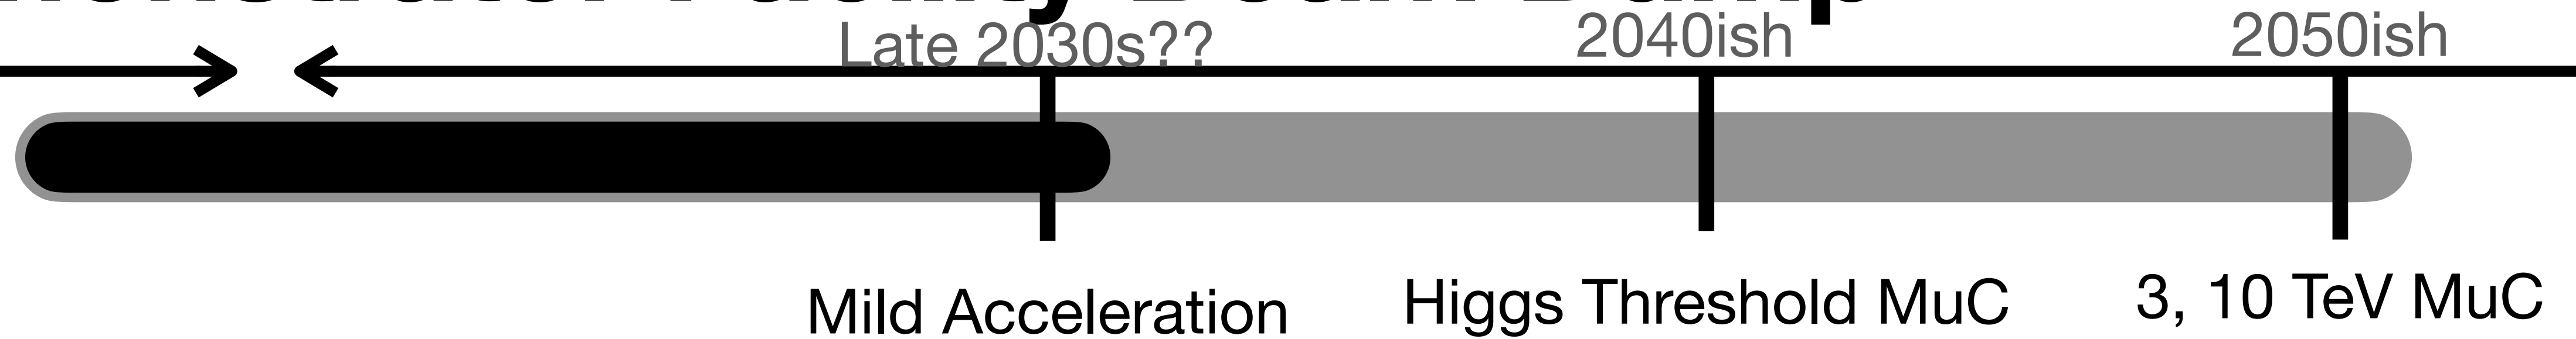 Late 2030s??
2040ish
2050ish
Mild Acceleration
Higgs Threshold MuC
3, 10 TeV MuC